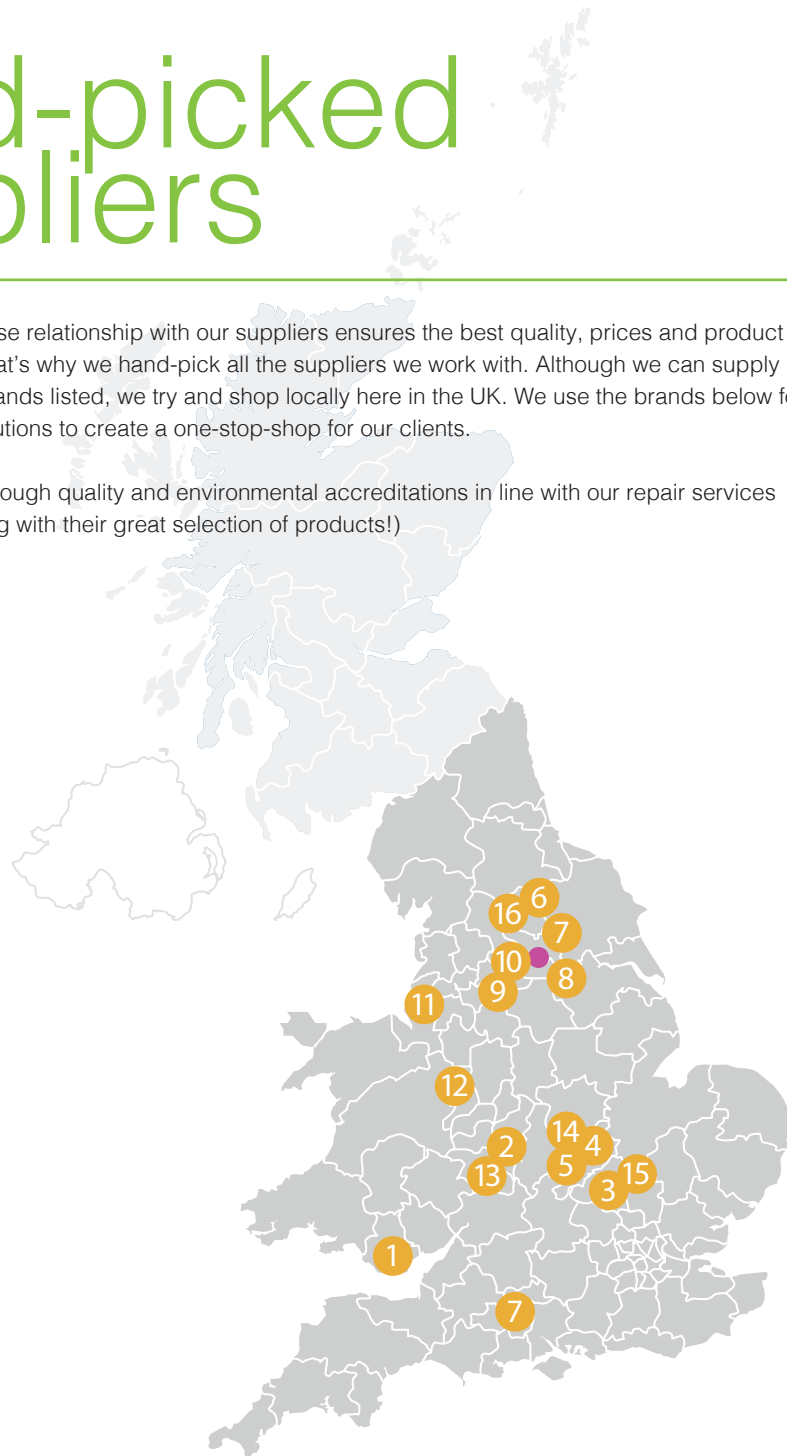 d-picked
pliers
se relationship with our suppliers ensures the best quality, prices and product
at's why we hand-pick all the suppliers we work with. Although we can supply
ands listed, we try and shop locally here in the UK. We use the brands below fo
utions to create a one-stop-shop for our clients.
ough quality and environmental accreditations in line with our repair services
g with their great selection of products!)
6
16
7
10
8
9
11
12
14
2
4
5
13
15
3
1
7